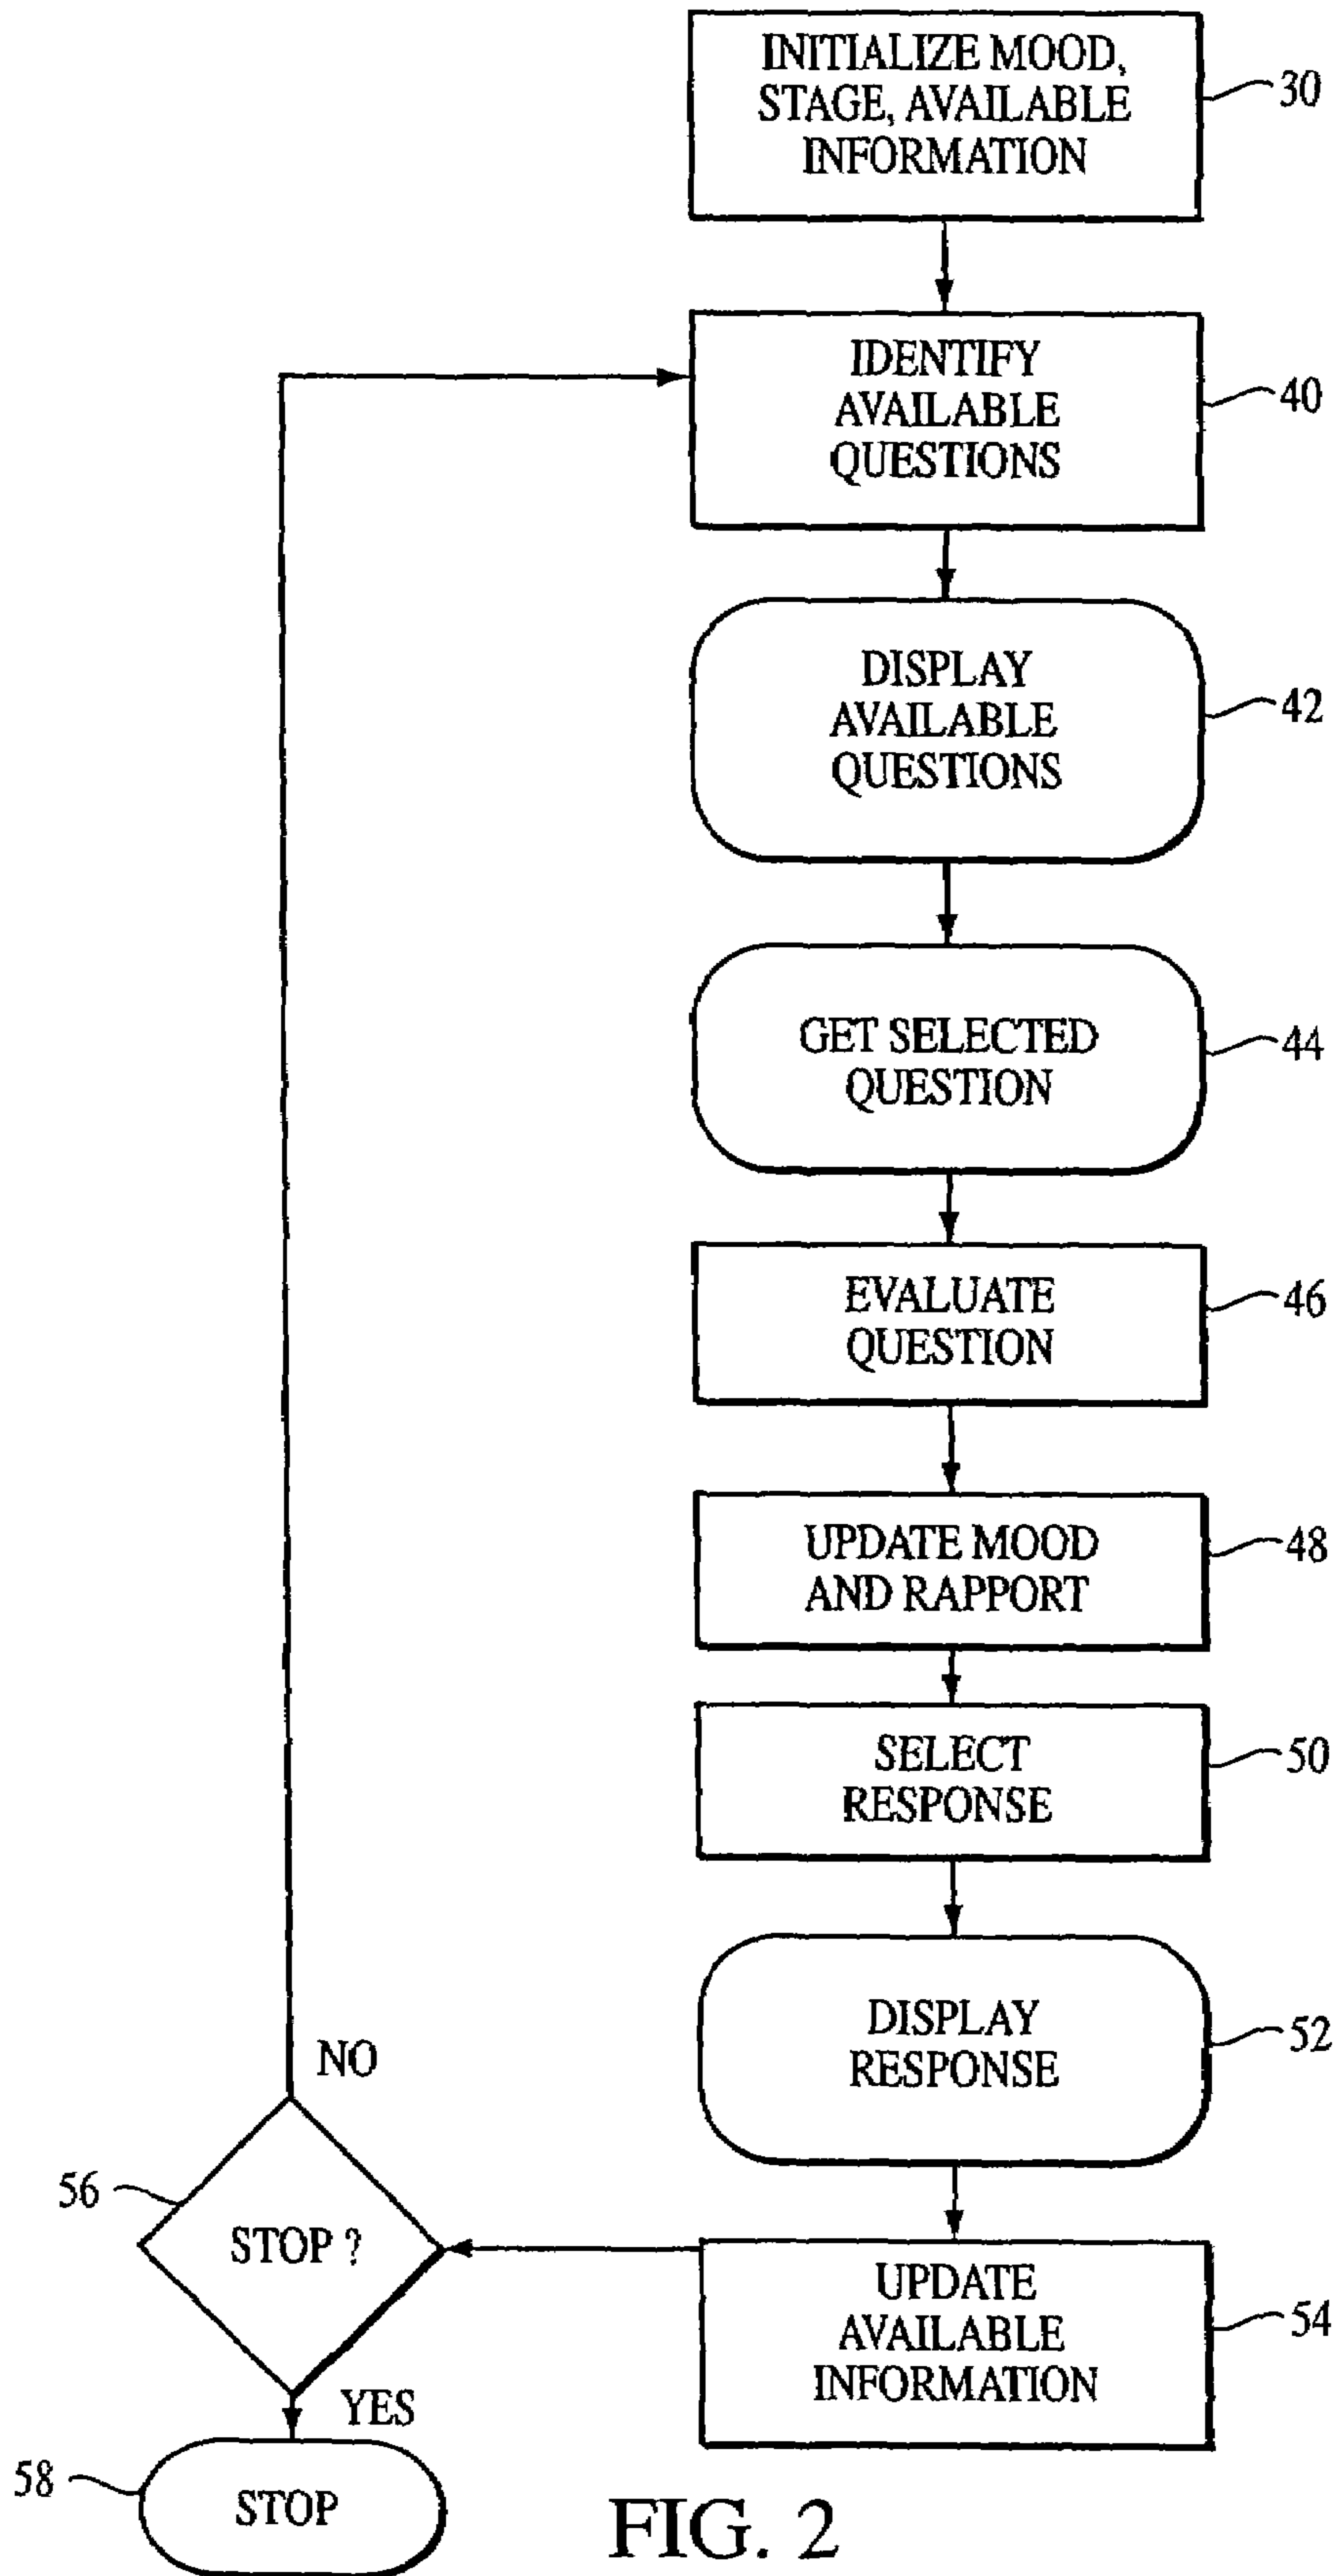 INITIALIZE MOOD,
STAGE, AVAILABLE
INFORMATION
30
IDENTIFY
AVAILABLE
QUESTIONS
40
DISPLAY
AVAILABLE
QUESTIONS
42
GET SELECTED
QUESTION
44
EVALUATE
QUESTION
46
UPDATE MOOD
AND RAPPORT
48
SELECT
RESPONSE
50
DISPLAY
RESPONSE
52
NO
56
STOP ?
UPDATE
AVAILABLE
INFORMATION
54
YES
58
STOP
FIG. 2